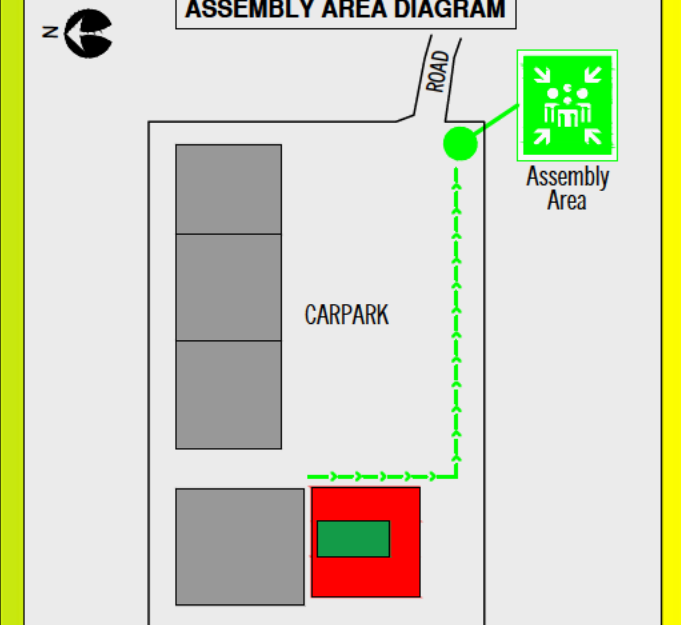 ASSEMBLY AREA DIAGRAM
N
ROAD
Assembly
Area
CARPARK